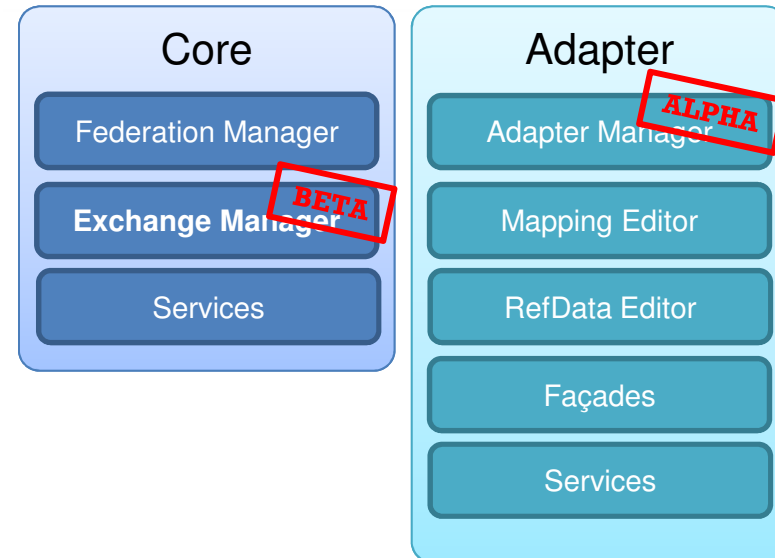 Core
Federation Manager
Exchange Manager
BETA
Services
Adapter
Adapter Manager
ALPHA
Mapping Editor
RefData Editor
Façades
Services